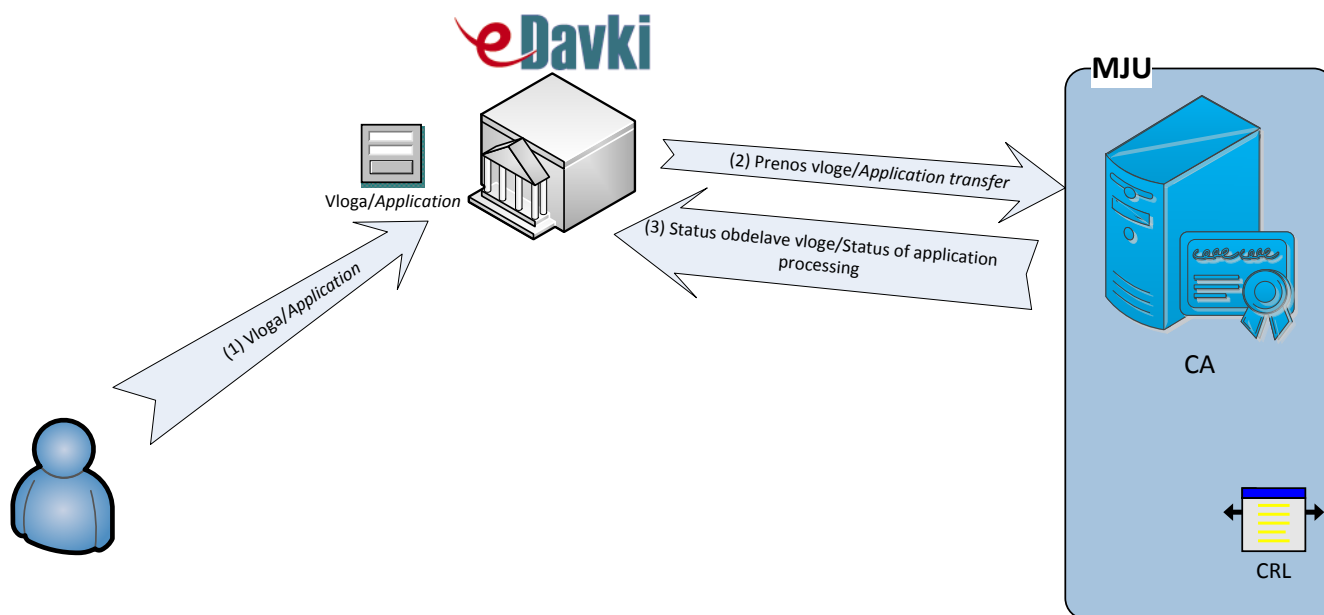 eDavki
MJU
(2) Prenos vloge/Application transfer
Vloga/Application
(3) Status obdelave vloge/Status of application
processing
(1) Vloga/Application
CA
CRL